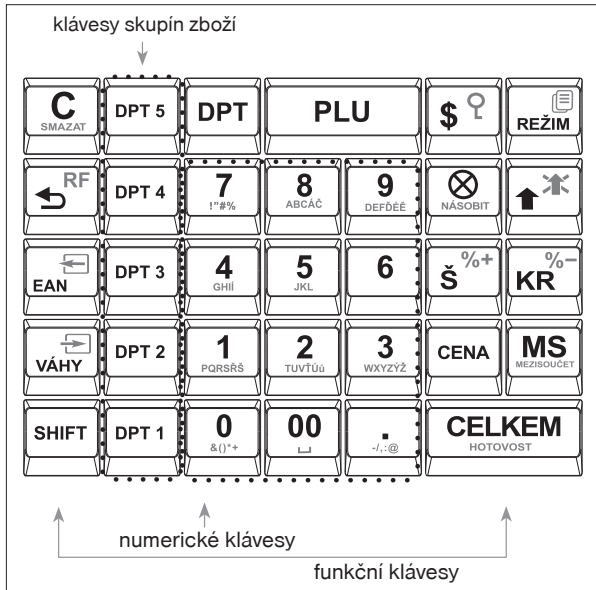 klávesy skupín zboží
C
SMAZAT
DPT 5
DPT
PLU
$
REŽIM
RF
DPT 4
7
!"#%
8
ABCÁČ
9
DEFĎÉĚ
NÁSOBIT
EAN
DPT 3
4
GHIÍ
5
JKL
6
Š %+
KR %−
VÁHY
DPT 2
1
PQRSŘŠ
2
TUVŤÚů
3
WXYZÝŽ
CENA
MS
MEZISOUČET
SHIFT
DPT 1
0
&()*+
00
.
-/,:@
CELKEM
HOTOVOST
numerické klávesy
funkční klávesy